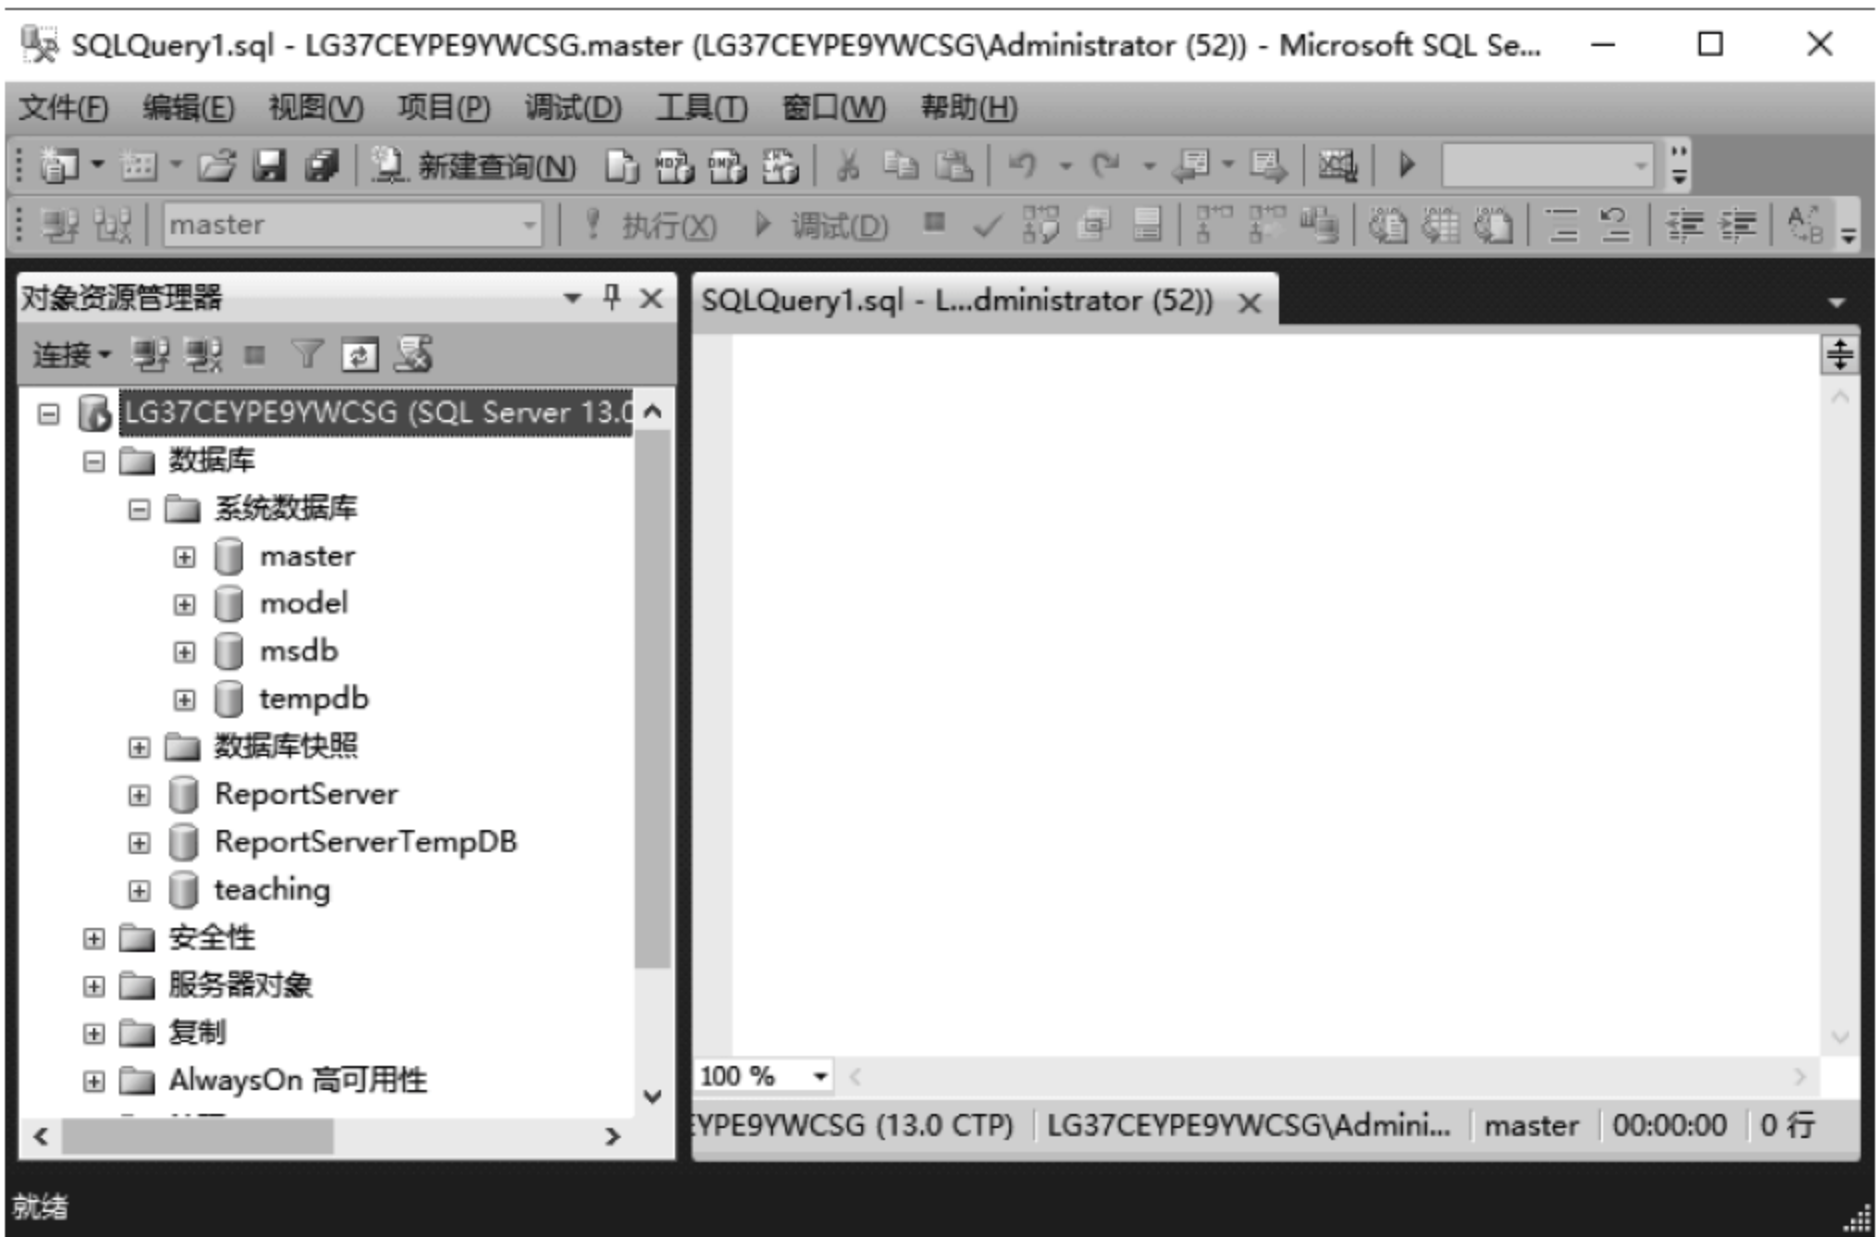 SQLQuery1.sql - LG37CEYPE9YWCSG.master (LG37CEYPE9YWCSG\Administrator (52)) - Microsoft SQL Se...
文件(F) 编辑(E) 视图(V) 项目(P) 调试(D) 工具(T) 窗口(W) 帮助(H)
新建查询(N)
master 执行(X) 调试(D)
对象资源管理器
连接
LG37CEYPE9YWCSG (SQL Server 13.0
数据库
系统数据库
master
model
msdb
tempdb
数据库快照
ReportServer
ReportServerTempDB
teaching
安全性
服务器对象
复制
AlwaysOn 高可用性
SQLQuery1.sql - L...dministrator (52))
100 %
EYPE9YWCSG (13.0 CTP) LG37CEYPE9YWCSG\Admini... master 00:00:00 0 行
就绪